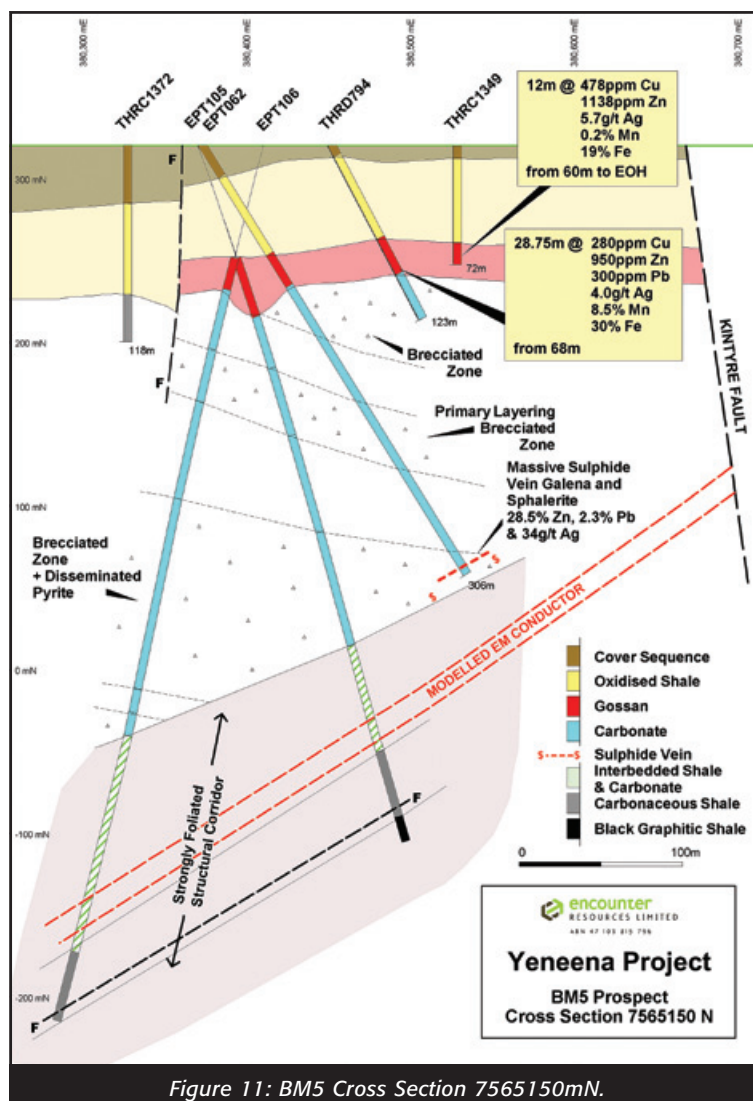 380,300 mE
380,400 mE
380,500 mE
380,600 mE
380,700 mE
THRC1372
EPT105
EPT062
EPT106
THRD794
THRC1349
12m @ 478ppm Cu
1138ppm Zn
5.7g/t Ag
0.2% Mn
19% Fe
from 60m to EOH
F
300 mN
28.75m @ 280ppm Cu
950ppm Zn
300ppm Pb
4.0g/t Ag
8.5% Mn
30% Fe
from 68m
72m
123m
118m
200 mN
F
Brecciated
Zone
KINTYRE FAULT
Primary Layering
Brecciated
Zone
Massive Sulphide
Vein Galena and
Sphalerite
28.5% Zn, 2.3% Pb
& 34g/t Ag
100 mN
Brecciated
Zone
+ Disseminated
Pyrite
$
$
306m
MODELLED EM CONDUCTOR
0 mN
Cover Sequence
Oxidised Shale
Gossan
Carbonate
$ $ Sulphide Vein
Interbedded Shale
& Carbonate
Carbonaceous Shale
Black Graphitic Shale
0 100m
-100 mN
F
Strongly Foliated
Structural Corridor
-200 mN
F
encounter
RESOURCES LIMITED
ABN 47 103 815 796
Yeneena Project
BM5 Prospect
Cross Section 7565150 N
Figure 11: BM5 Cross Section 7565150mN.